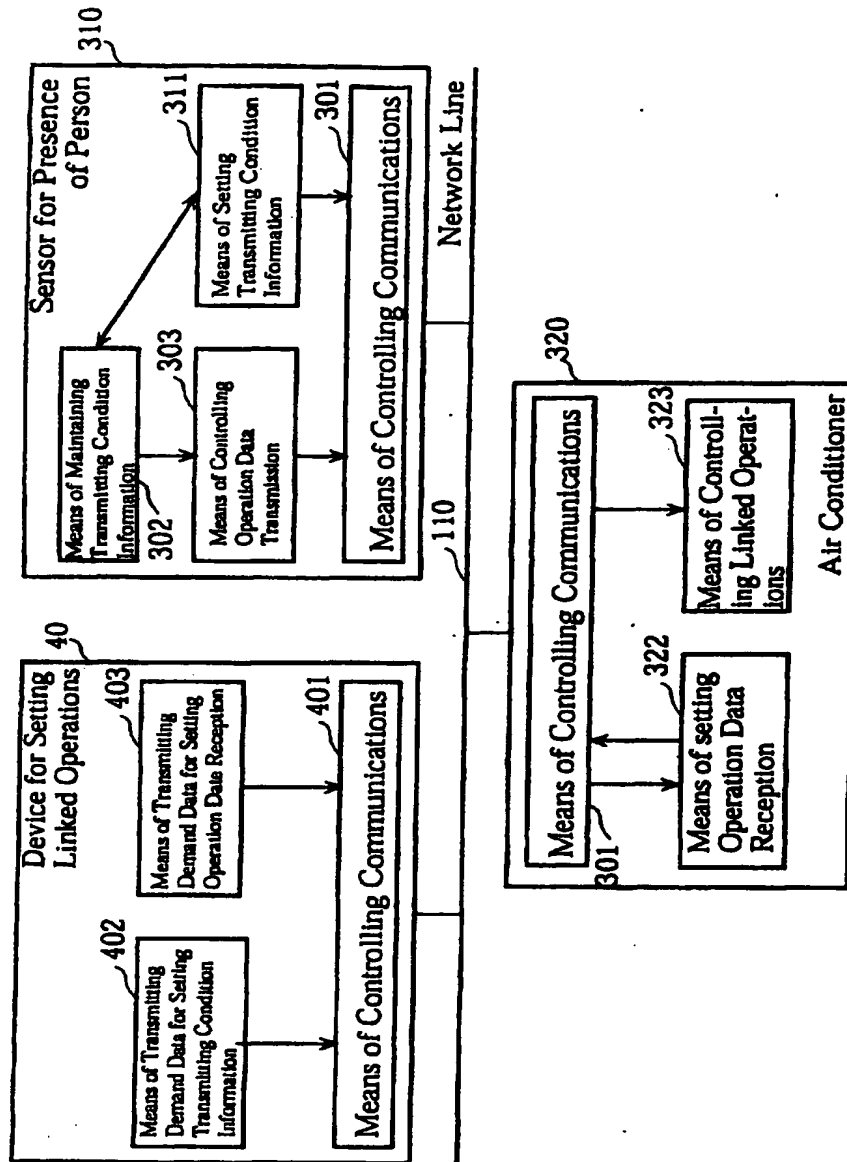 Device for Setting
Linked Operations
40
402
Means of Transmitting
Demand Data for Setting
Transmitting Condition
Information
403
Means of Transmitting
Demand Data for Setting
Operation Date Reception
401
Means of Controlling Communications
Sensor for Presence
of Person
310
Means of Maintaining
Transmitting Condition
Information
302
303
Means of Controlling
Operation Data
Transmission
311
Means of Setting
Transmitting Condition
Information
301
Means of Controlling Communications
110
Network Line
320
Means of Controlling Communications
301
322
Means of setting
Operation Data
Reception
323
Means of Controll-
ing Linked Operat-
ions
Air Conditioner